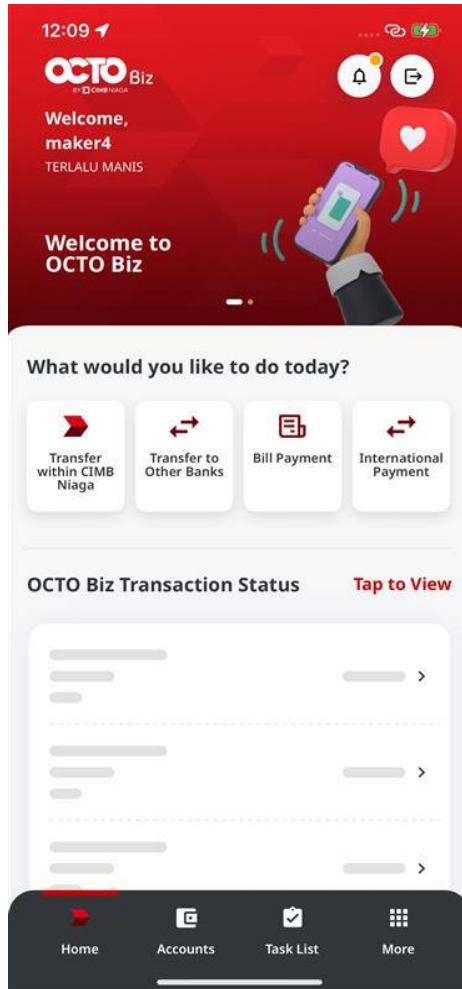 12:09
OCTO Biz
BY CIMB NIAGA
Welcome,
maker4
TERLALU MANIS
Welcome to
OCTO Biz
What would you like to do today?
Transfer
within CIMB
Niaga
Transfer to
Other Banks
Bill Payment
International
Payment
OCTO Biz Transaction Status
Tap to View
Home
Accounts
Task List
More